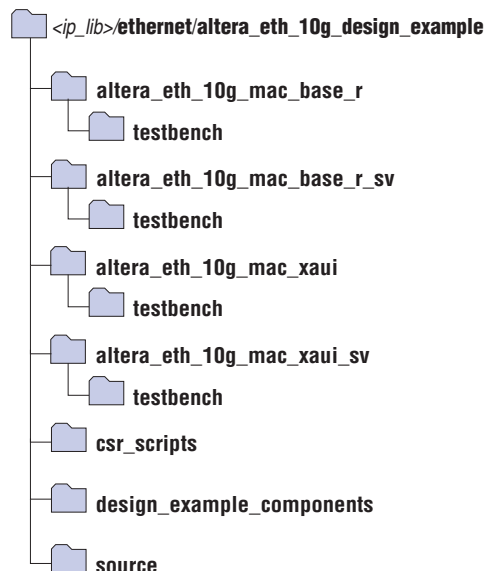 <ip_lib>/ethernet/altera_eth_10g_design_example
altera_eth_10g_mac_base_r
testbench
altera_eth_10g_mac_base_r_sv
testbench
altera_eth_10g_mac_xaui
testbench
altera_eth_10g_mac_xaui_sv
testbench
csr_scripts
design_example_components
source